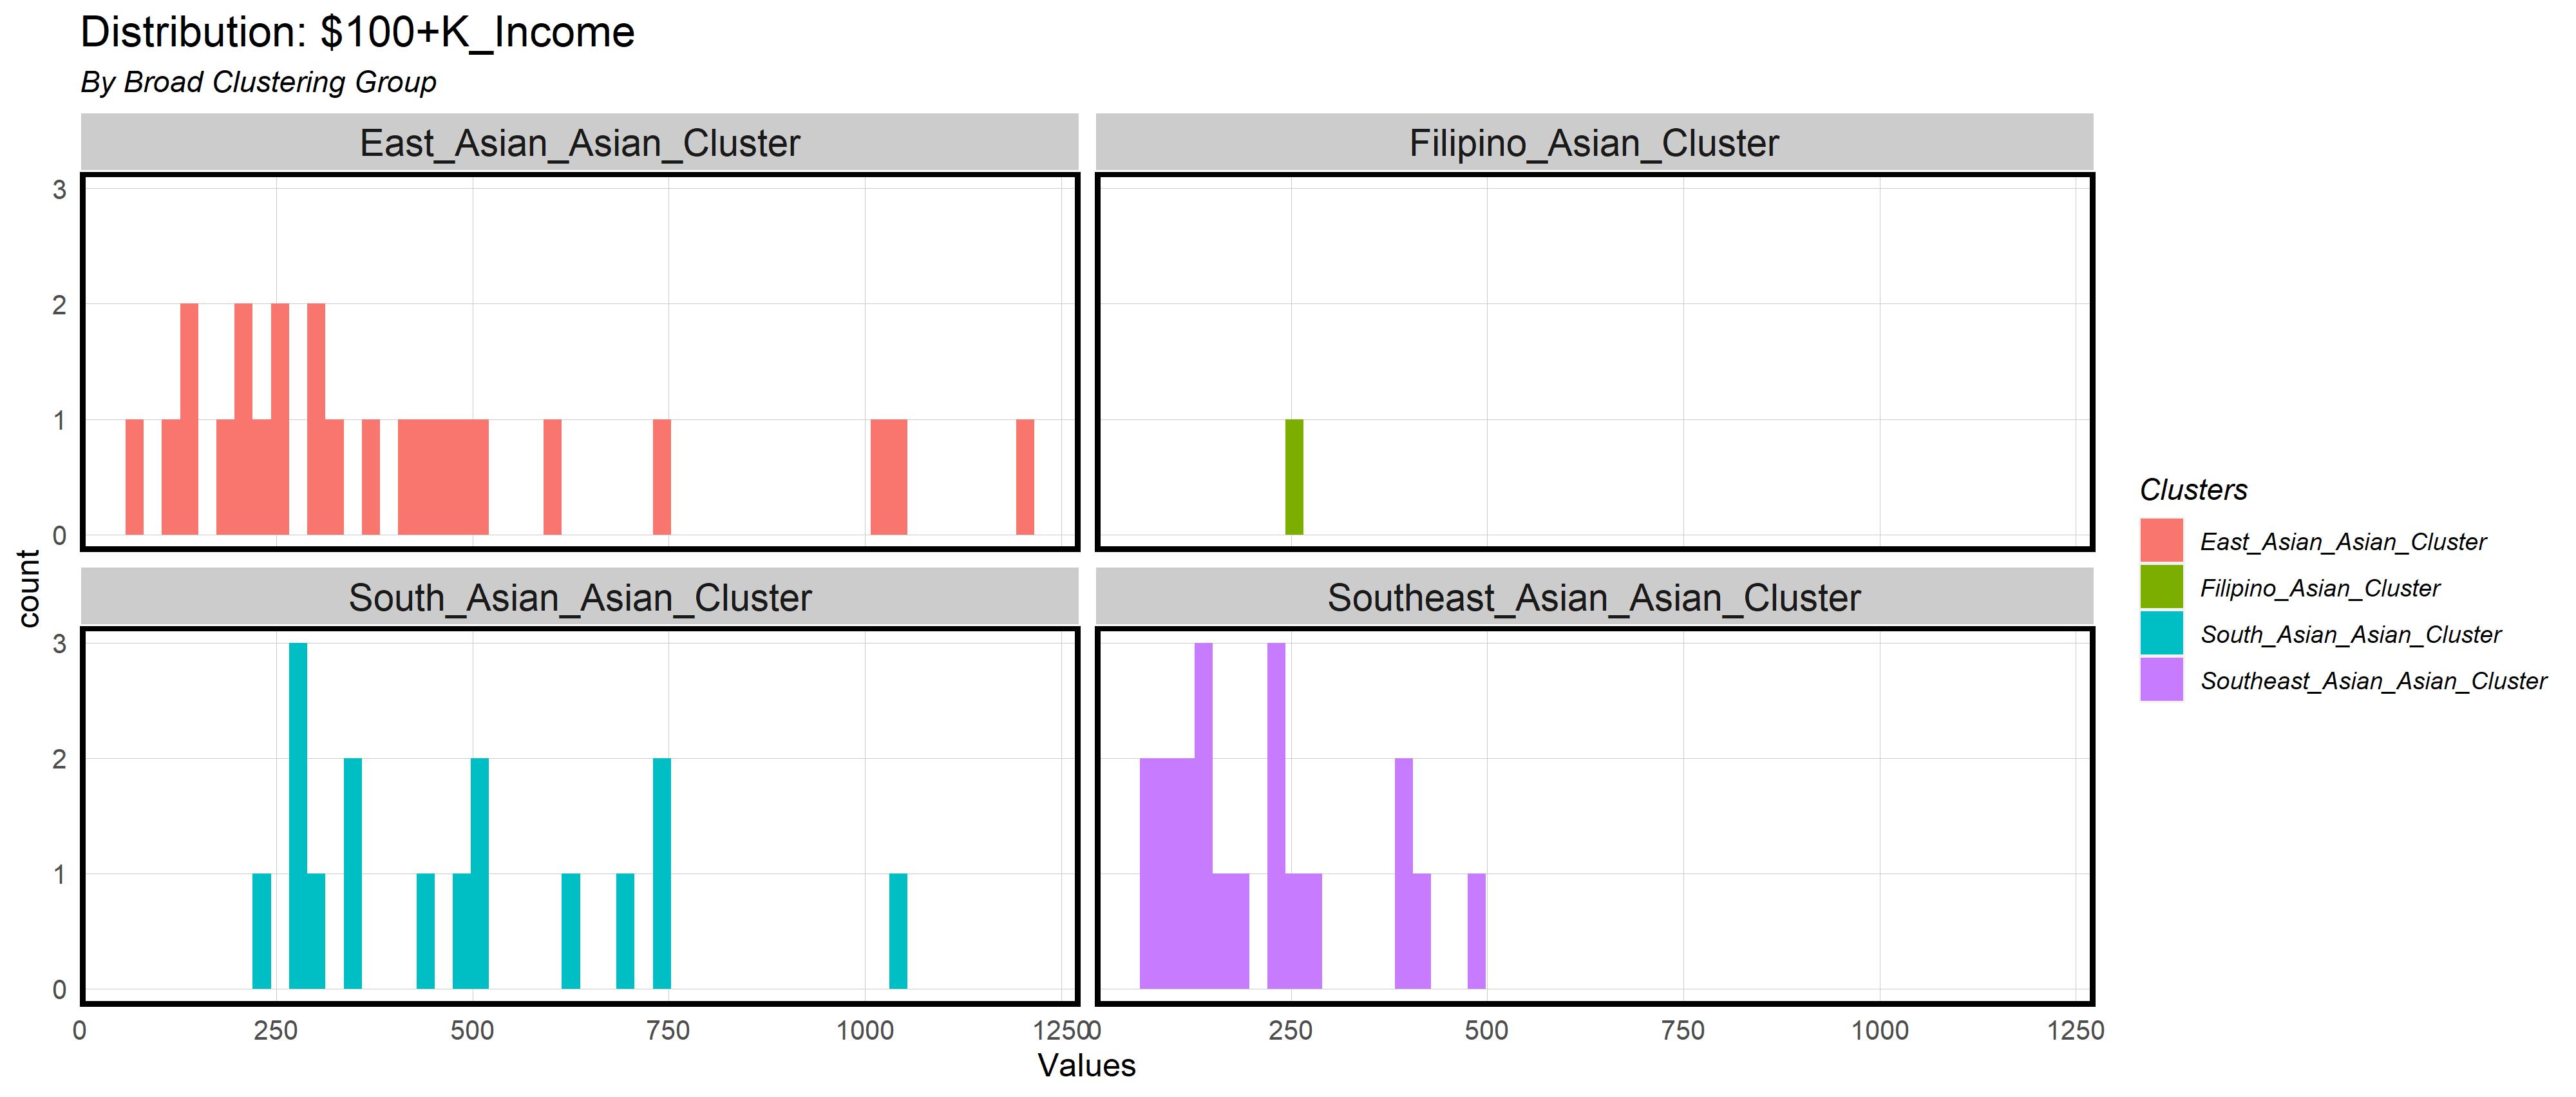 Distribution: $100+K_Income
By Broad Clustering Group
East_Asian_Asian_Cluster
Filipino_Asian_Cluster
3
2
1
0
count
South_Asian_Asian_Cluster
Southeast_Asian_Asian_Cluster
3
2
1
0
0 250 500 750 1000 1250
0 250 500 750 1000 1250
Values
Clusters
East_Asian_Asian_Cluster
Filipino_Asian_Cluster
South_Asian_Asian_Cluster
Southeast_Asian_Asian_Cluster